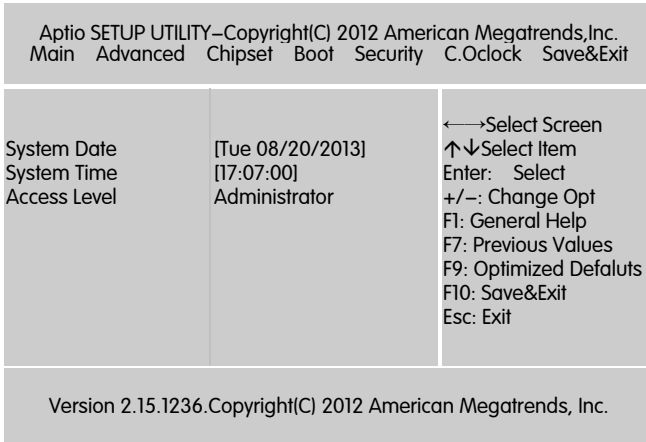 Aptio SETUP UTILITY–Copyright(C) 2012 American Megatrends,Inc.
Main Advanced Chipset Boot Security C.Oclock Save&Exit
System Date [Tue 08/20/2013]
System Time [17:07:00]
Access Level Administrator
←→Select Screen
↑↓Select Item
Enter: Select
+/–: Change Opt
F1: General Help
F7: Previous Values
F9: Optimized Defaluts
F10: Save&Exit
Esc: Exit
Version 2.15.1236.Copyright(C) 2012 American Megatrends, Inc.